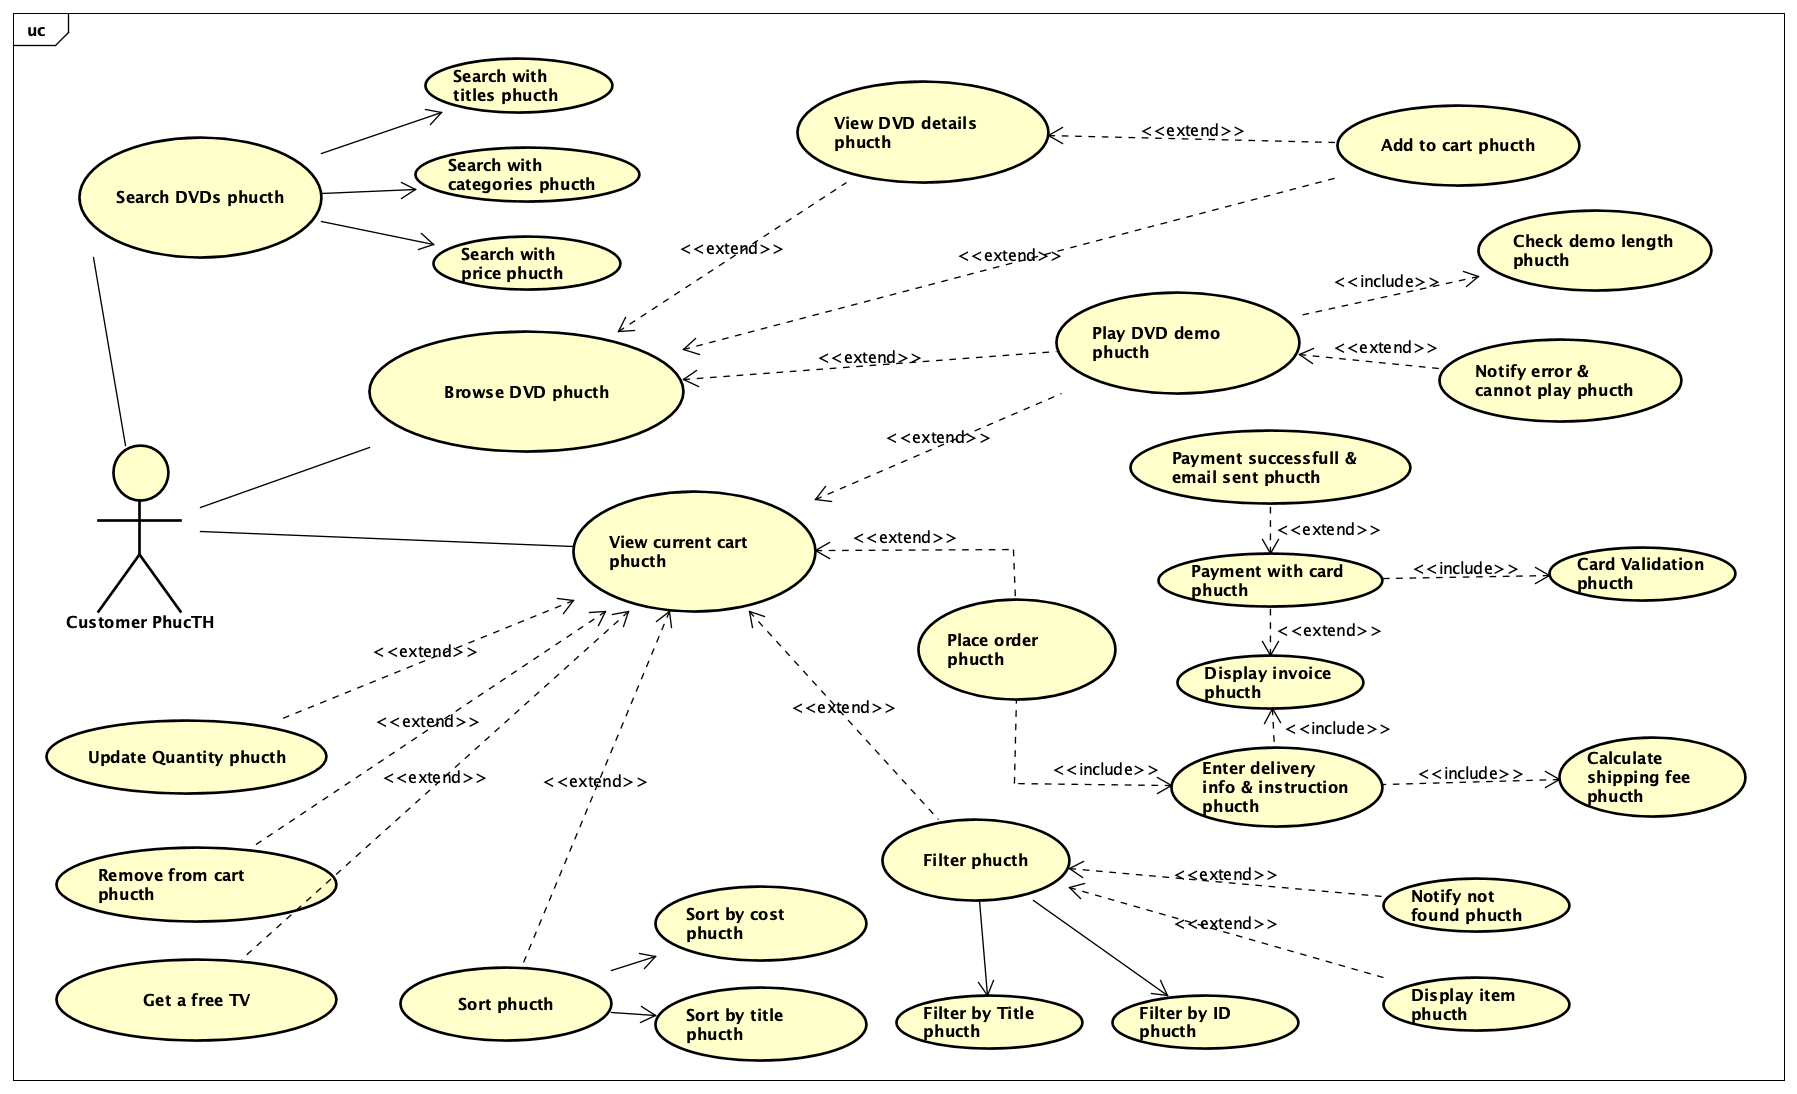 uc
Search with
titles phucth
View DVD details
phucth
<<extend>>
Add to cart phucth
Search DVDs phucth
Search with
categories phucth
Search with
price phucth
<<extend>>
<<extend>>
Check demo length
phucth
<<include>>
Play DVD demo
phucth
<<extend>>
<<extend>>
Notify error &
cannot play phucth
Browse DVD phucth
<<extend>>
Payment successfull &
email sent phucth
<<extend>>
View current cart
phucth
<<extend>>
Payment with card
phucth
<<include>>
Card Validation
phucth
Customer PhucTH
<<extend>>
<<extend>>
Place order
phucth
Display invoice
phucth
<<extend>>
<<extend>>
<<include>>
Update Quantity phucth
<<extend>>
<<extend>>
<<include>>
Enter delivery
info & instruction
phucth
<<include>>
Calculate
shipping fee
phucth
Remove from cart
phucth
Filter phucth
<<extend>>
Notify not
found phucth
Sort by cost
phucth
<<extend>>
Get a free TV
Sort phucth
Sort by title
phucth
Filter by Title
phucth
Filter by ID
phucth
Display item
phucth